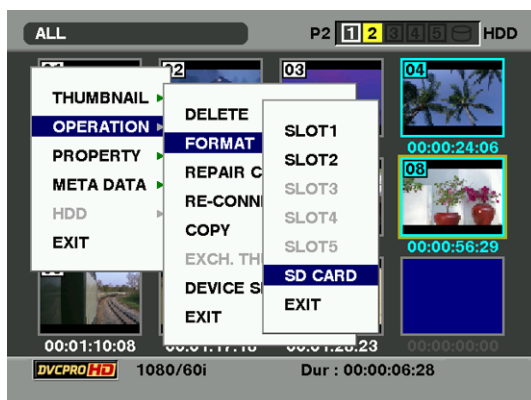 ALL
P2 1 2 3 4 5 HDD
02
03
04
THUMBNAIL
OPERATION
PROPERTY
META DATA
HDD
EXIT
DELETE
FORMAT
REPAIR C
RE-CONN
COPY
EXCH. TH
DEVICE S
EXIT
SLOT1
SLOT2
SLOT3
SLOT4
SLOT5
SD CARD
EXIT
00:00:24:06
08
00:00:56:29
00:01:10:08
00:00:00:00
DVCPRO HD 1080/60i Dur : 00:00:06:28